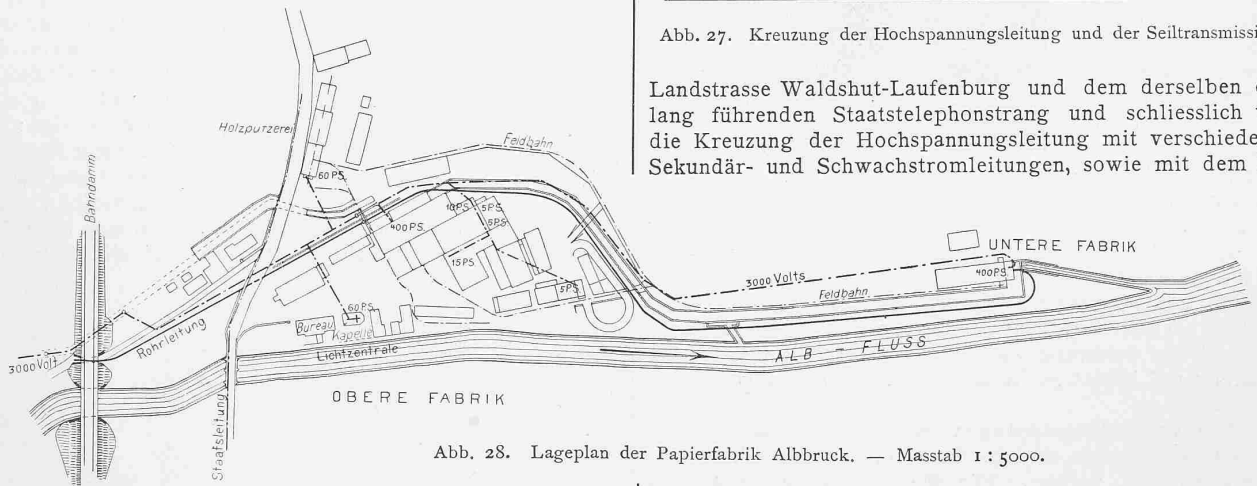 Abb. 27. Kreuzung der Hochspannungsleitung und der Seiltransmissi
Landstrasse Waldshut-Laufenburg und dem derselben
lang führenden Staatstelephonstrang und schliesslich
die Kreuzung der Hochspannungsleitung mit verschiede
Sekundär- und Schwachstromleitungen, sowie mit dem
Holzputzerei
Feldbahn
Bahndamm
60 PS.
400 PS.
10 PS.
5 PS.
5 PS.
15 PS.
5 PS.
60 PS.
UNTERE FABRIK
400 PS.
3000 Volts
Feldbahn
Rohrleitung
Bureau
Kapelle
Lichtzentrale
3000 Volt
ALB - FLUSS
OBERE FABRIK
Staatsleitung
Abb. 28. Lageplan der Papierfabrik Albbruck. — Masstab 1 : 5000.